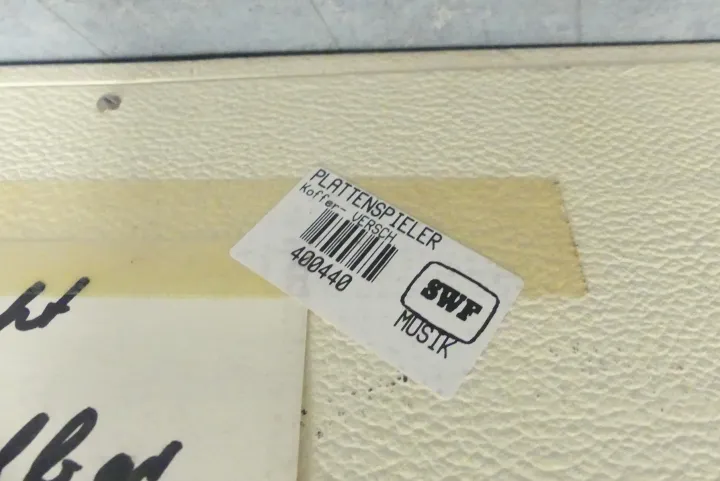 PLATTENSPIELER
Koffer- VERSCH
400440
SWF
MUSIK